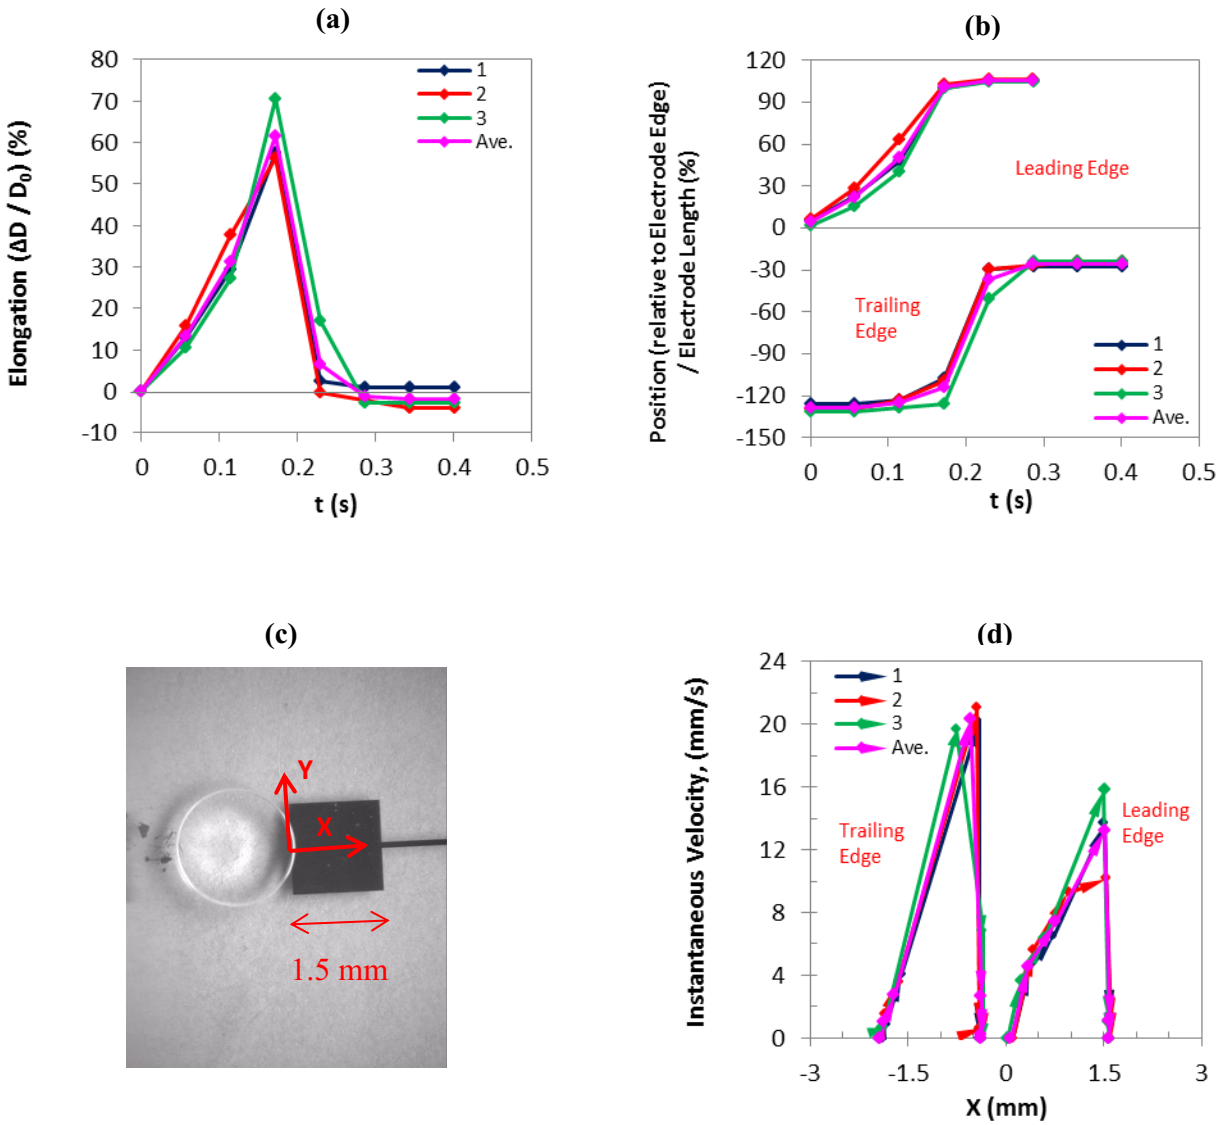 (a)
80
70
60
50
40
30
20
10
0
-10
0 0.1 0.2 0.3 0.4 0.5
Elongation (ΔD / D0) (%)
t (s)
1
2
3
Ave.
(b)
120
90
60
30
0
-30
-60
-90
-120
-150
0 0.1 0.2 0.3 0.4 0.5
Position (relative to Electrode Edge)
/ Electrode Length (%)
t (s)
Leading Edge
Trailing
Edge
1
2
3
Ave.
(c)
Y
X
1.5 mm
(d)
24
20
16
12
8
4
0
-3 -1.5 0 1.5 3
Instantaneous Velocity, (mm/s)
X (mm)
1
2
3
Ave.
Trailing
Edge
Leading
Edge